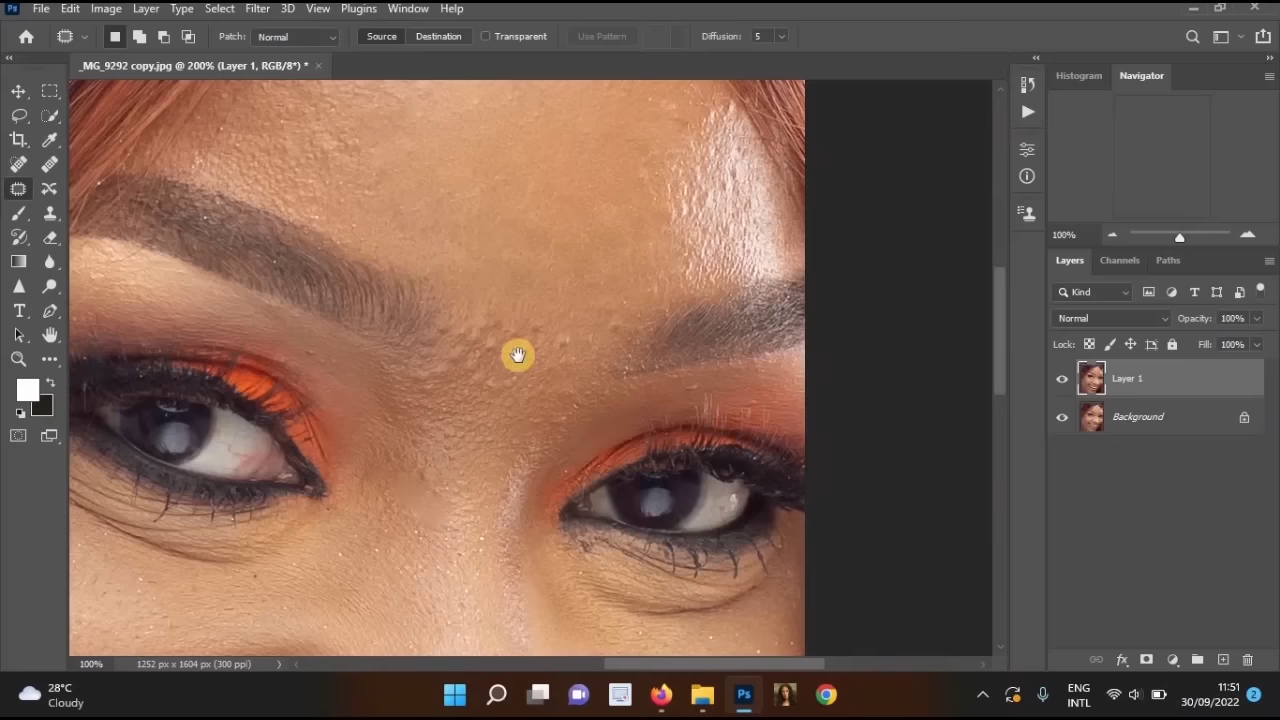 Ps File Edit Image Layer Type Select Filter 3D View Plugins Window Help
Patch: Normal Source Destination Transparent Use Pattern Diffusion: 5
_MG_9292 copy.jpg @ 200% (Layer 1, RGB/8*) * ×
Histogram Navigator
100%
Layers Channels Paths
Kind
Normal Opacity: 100%
Lock: Fill: 100%
Layer 1
Background
100% 1252 px x 1604 px (300 ppi)
28°C
Cloudy
Ps
ENG
INTL
11:51
30/09/2022
2